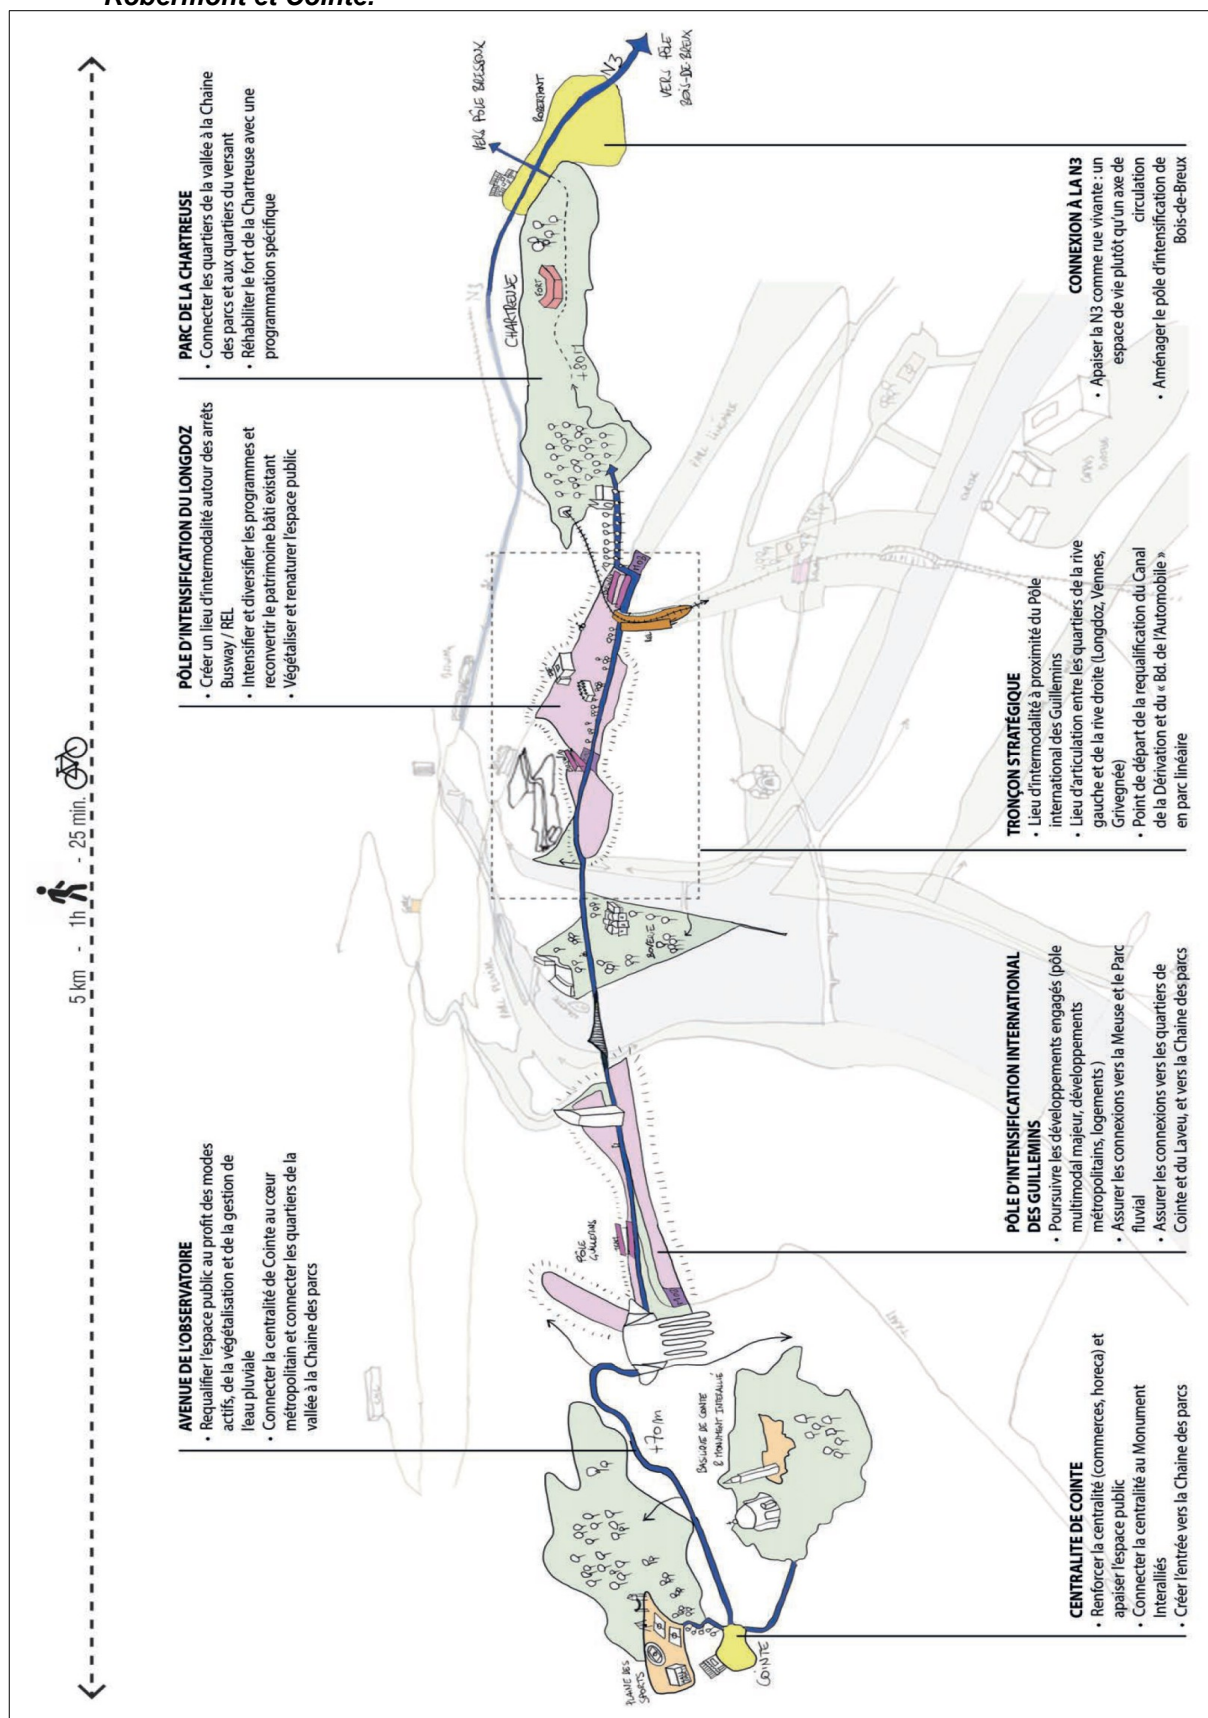 Robermont et Cointe.
5 km - 1h - 25 min.
AVENUE DE L'OBSERVATOIRE
• Requalifier l'espace public au profit des modes
actifs, de la végétalisation et de la gestion de
l'eau pluviale
• Connecter la centralité de Cointe au cœur
métropolitain et connecter les quartiers de la
vallée à la Chaine des parcs
PÔLE D'INTENSIFICATION DU LONGDOZ
• Créer un lieu d'intermodalité autour des arrêts
Busway / REL
• Intensifier et diversifier les programmes et
reconvertir le patrimoine bâti existant
• Végétaliser et renaturer l'espace public
PARC DE LA CHARTREUSE
• Connecter les quartiers de la vallée à la Chaine
des parcs et aux quartiers du versant
• Réhabiliter le fort de la Chartreuse avec une
programmation spécifique
PLAINE DES
SPORTS
COINTE
+70m
BASILIQUE DE COINTE
& MONUMENT INTERALLIÉ
PÔLE
GUILLEMINS
TRAM
BOVERIE
PARC LINÉAIRE
CHARTREUSE
FORT
+80m
N3
VERS PÔLE BRESSOUX
ROBERMONT
N3
VERS PÔLE
BOIS-DE-BREUX
CENTRALITE DE COINTE
• Renforcer la centralité (commerces, horeca) et
apaiser l'espace public
• Connecter la centralité au Monument
Interalliés
• Créer l'entrée vers la Chaine des parcs
PÔLE D'INTENSIFICATION INTERNATIONAL
DES GUILLEMINS
• Poursuivre les développements engagés (pôle
multimodal majeur, développements
métropolitains, logements )
• Assurer les connexions vers la Meuse et le Parc
fluvial
• Assurer les connexions vers les quartiers de
Cointe et du Laveu, et vers la Chaine des parcs
TRONÇON STRATÉGIQUE
• Lieu d'intermodalité à proximité du Pôle
international des Guillemins
• Lieu d'articulation entre les quartiers de la rive
gauche et de la rive droite (Longdoz, Vennes,
Grivegnée)
• Point de départ de la requalification du Canal
de la Dérivation et du « Bd. de l'Automobile »
en parc linéaire
CONNEXION À LA N3
• Apaiser la N3 comme rue vivante : un
espace de vie plutôt qu'un axe de
circulation
• Aménager le pôle d'intensification de
Bois-de-Breux